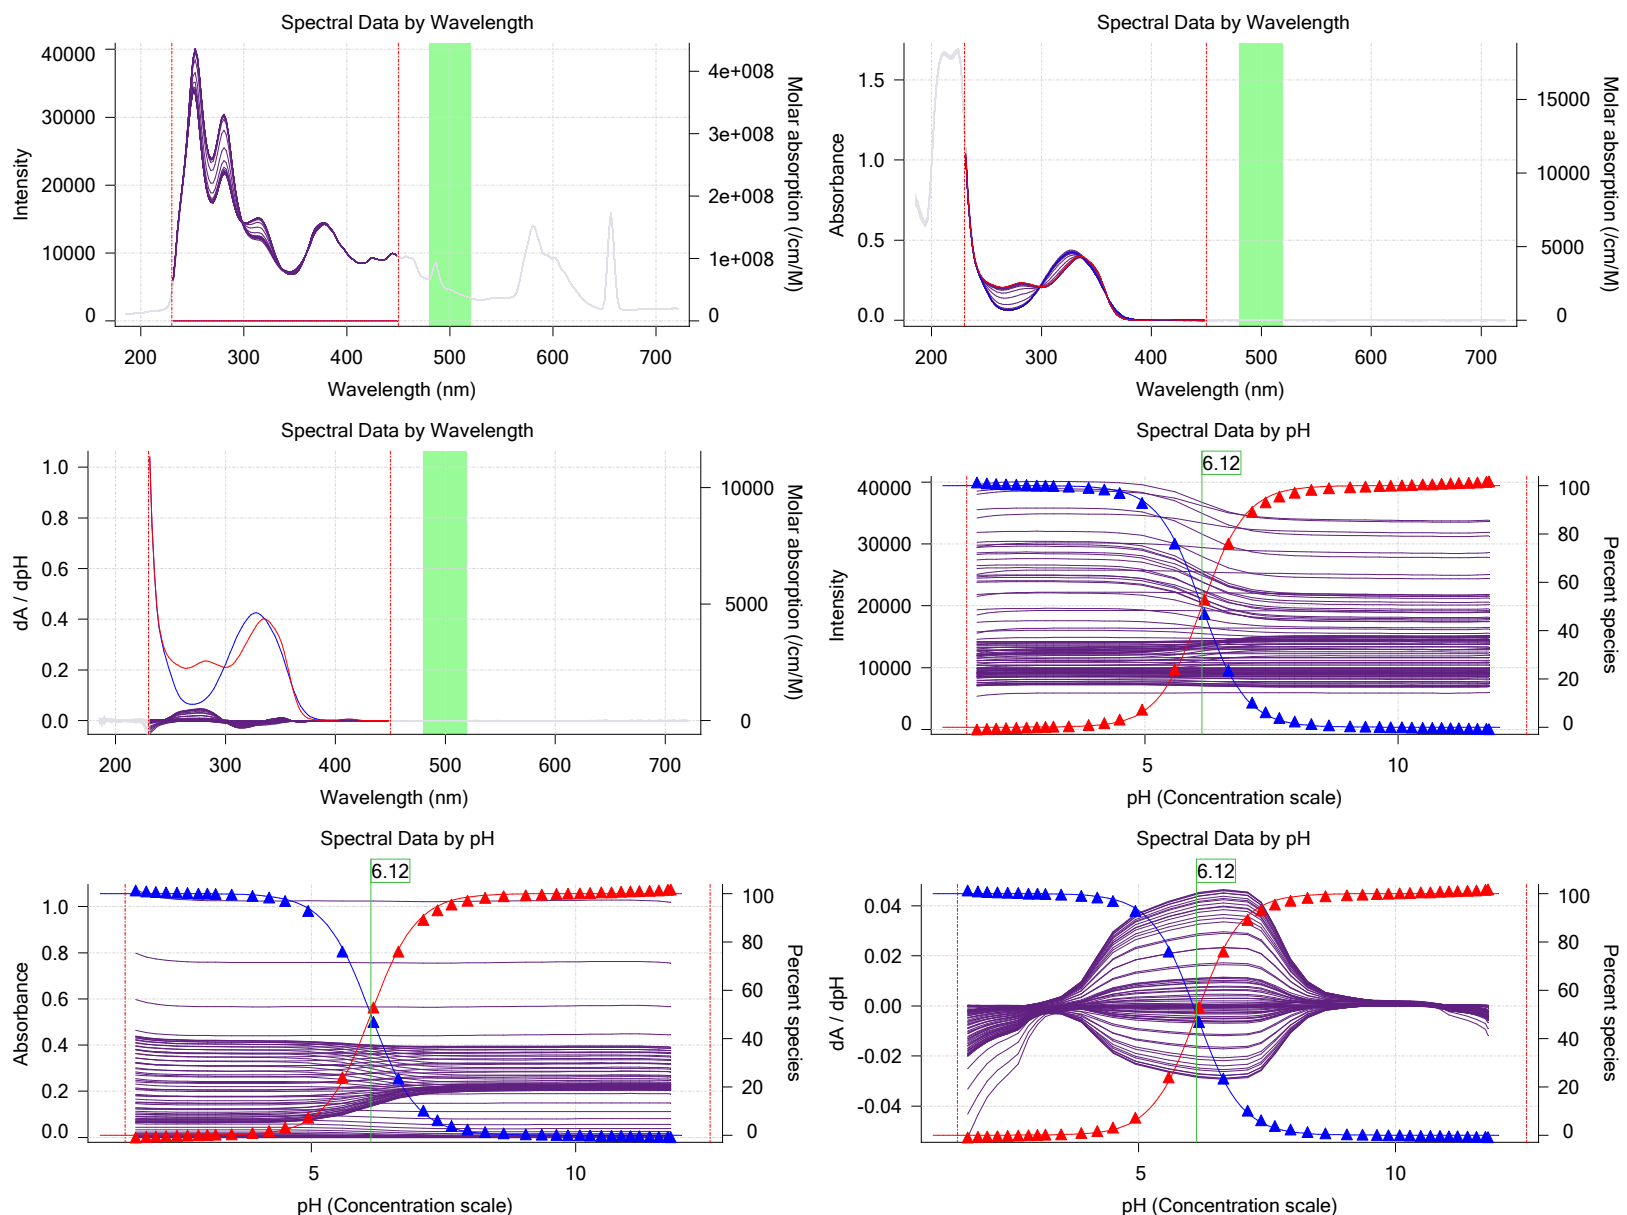 Spectral Data by Wavelength
40000
30000
20000
10000
0
Intensity
4e+008
3e+008
2e+008
1e+008
0
Molar absorption (/cm/M)
200 300 400 500 600 700
Wavelength (nm)
Spectral Data by Wavelength
1.5
1.0
0.5
0.0
Absorbance
15000
10000
5000
0
Molar absorption (/cm/M)
200 300 400 500 600 700
Wavelength (nm)
Spectral Data by Wavelength
1.0
0.8
0.6
0.4
0.2
0.0
dA / dpH
10000
5000
0
Molar absorption (/cm/M)
200 300 400 500 600 700
Wavelength (nm)
Spectral Data by pH
6.12
40000
30000
20000
10000
0
Intensity
100
80
60
40
20
0
Percent species
5 10
pH (Concentration scale)
Spectral Data by pH
6.12
1.0
0.8
0.6
0.4
0.2
0.0
Absorbance
100
80
60
40
20
0
Percent species
5 10
pH (Concentration scale)
Spectral Data by pH
6.12
0.04
0.02
0.00
-0.02
-0.04
dA / dpH
100
80
60
40
20
0
Percent species
5 10
pH (Concentration scale)